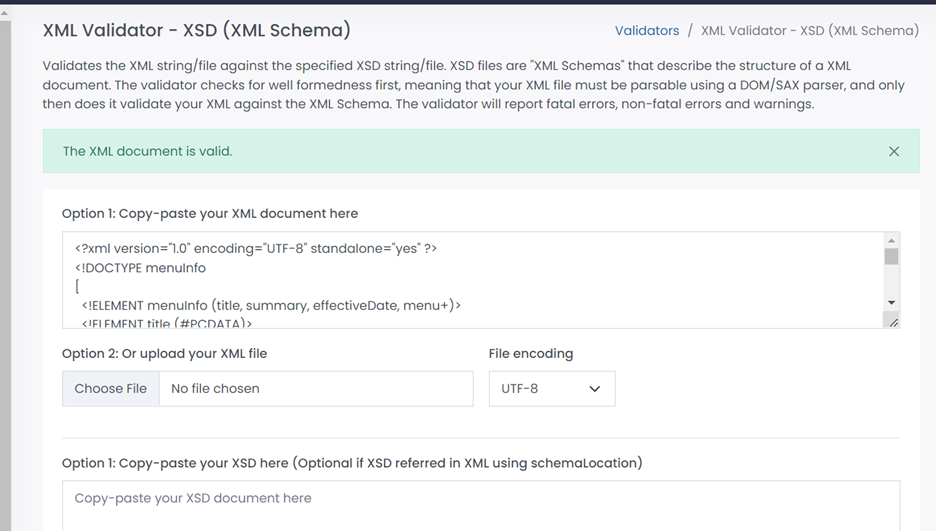 XML Validator - XSD (XML Schema)
Validators / XML Validator - XSD (XML Schema)
Validates the XML string/file against the specified XSD string/file. XSD files are "XML Schemas" that describe the structure of a XML
document. The validator checks for well formedness first, meaning that your XML file must be parsable using a DOM/SAX parser, and only
then does it validate your XML against the XML Schema. The validator will report fatal errors, non-fatal errors and warnings.
The XML document is valid.
Option 1: Copy-paste your XML document here
<?xml version="1.0" encoding="UTF-8" standalone="yes" ?>
<!DOCTYPE menuInfo
[
<!ELEMENT menuInfo (title, summary, effectiveDate, menu+)>
<!ELEMENT title (#PCDATA)>
Option 2: Or upload your XML file
File encoding
Choose File No file chosen
UTF-8
Option 1: Copy-paste your XSD here (Optional if XSD referred in XML using schemaLocation)
Copy-paste your XSD document here